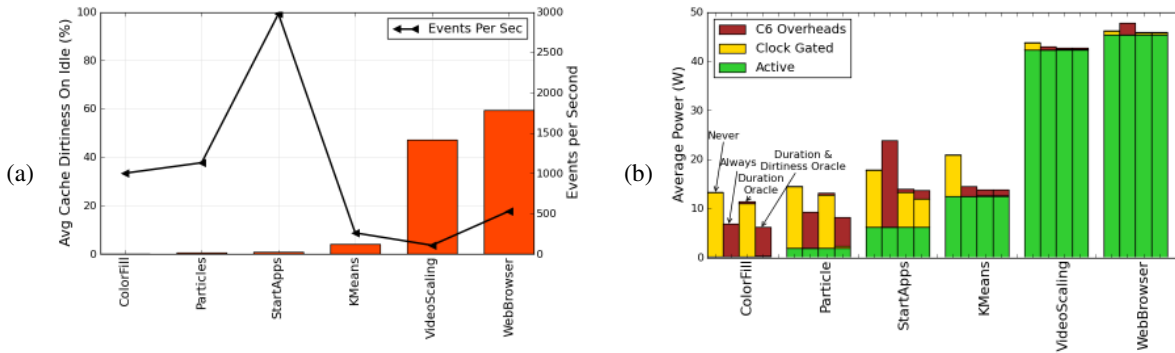 (a)
Avg Cache Dirtiness On Idle (%)
100
80
60
40
20
0
Events Per Sec
3000
2500
2000
1500
1000
500
0
Events per Second
ColorFill
Particles
StartApps
KMeans
VideoScaling
WebBrowser
(b)
Average Power (W)
50
40
30
20
10
0
C6 Overheads
Clock Gated
Active
Never
Always
Duration
Oracle
Duration &
Dirtiness Oracle
ColorFill
Particle
StartApps
KMeans
VideoScaling
WebBrowser